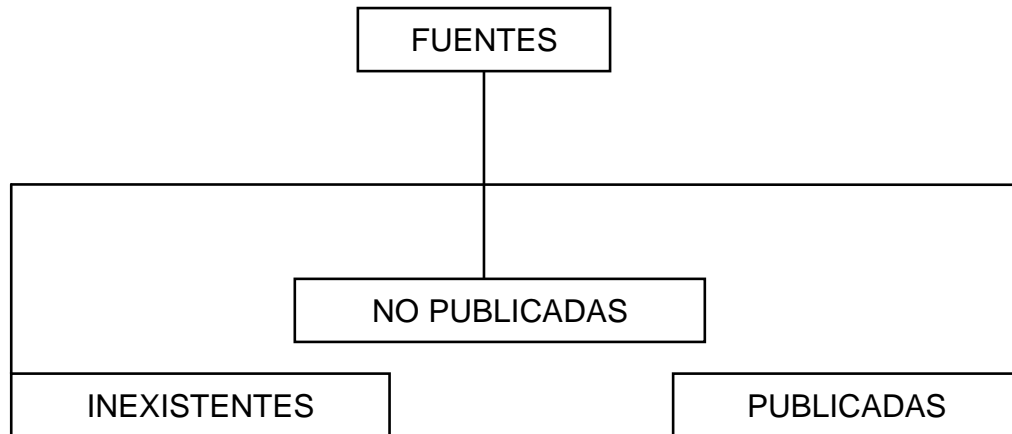 FUENTES
NO PUBLICADAS
INEXISTENTES
PUBLICADAS